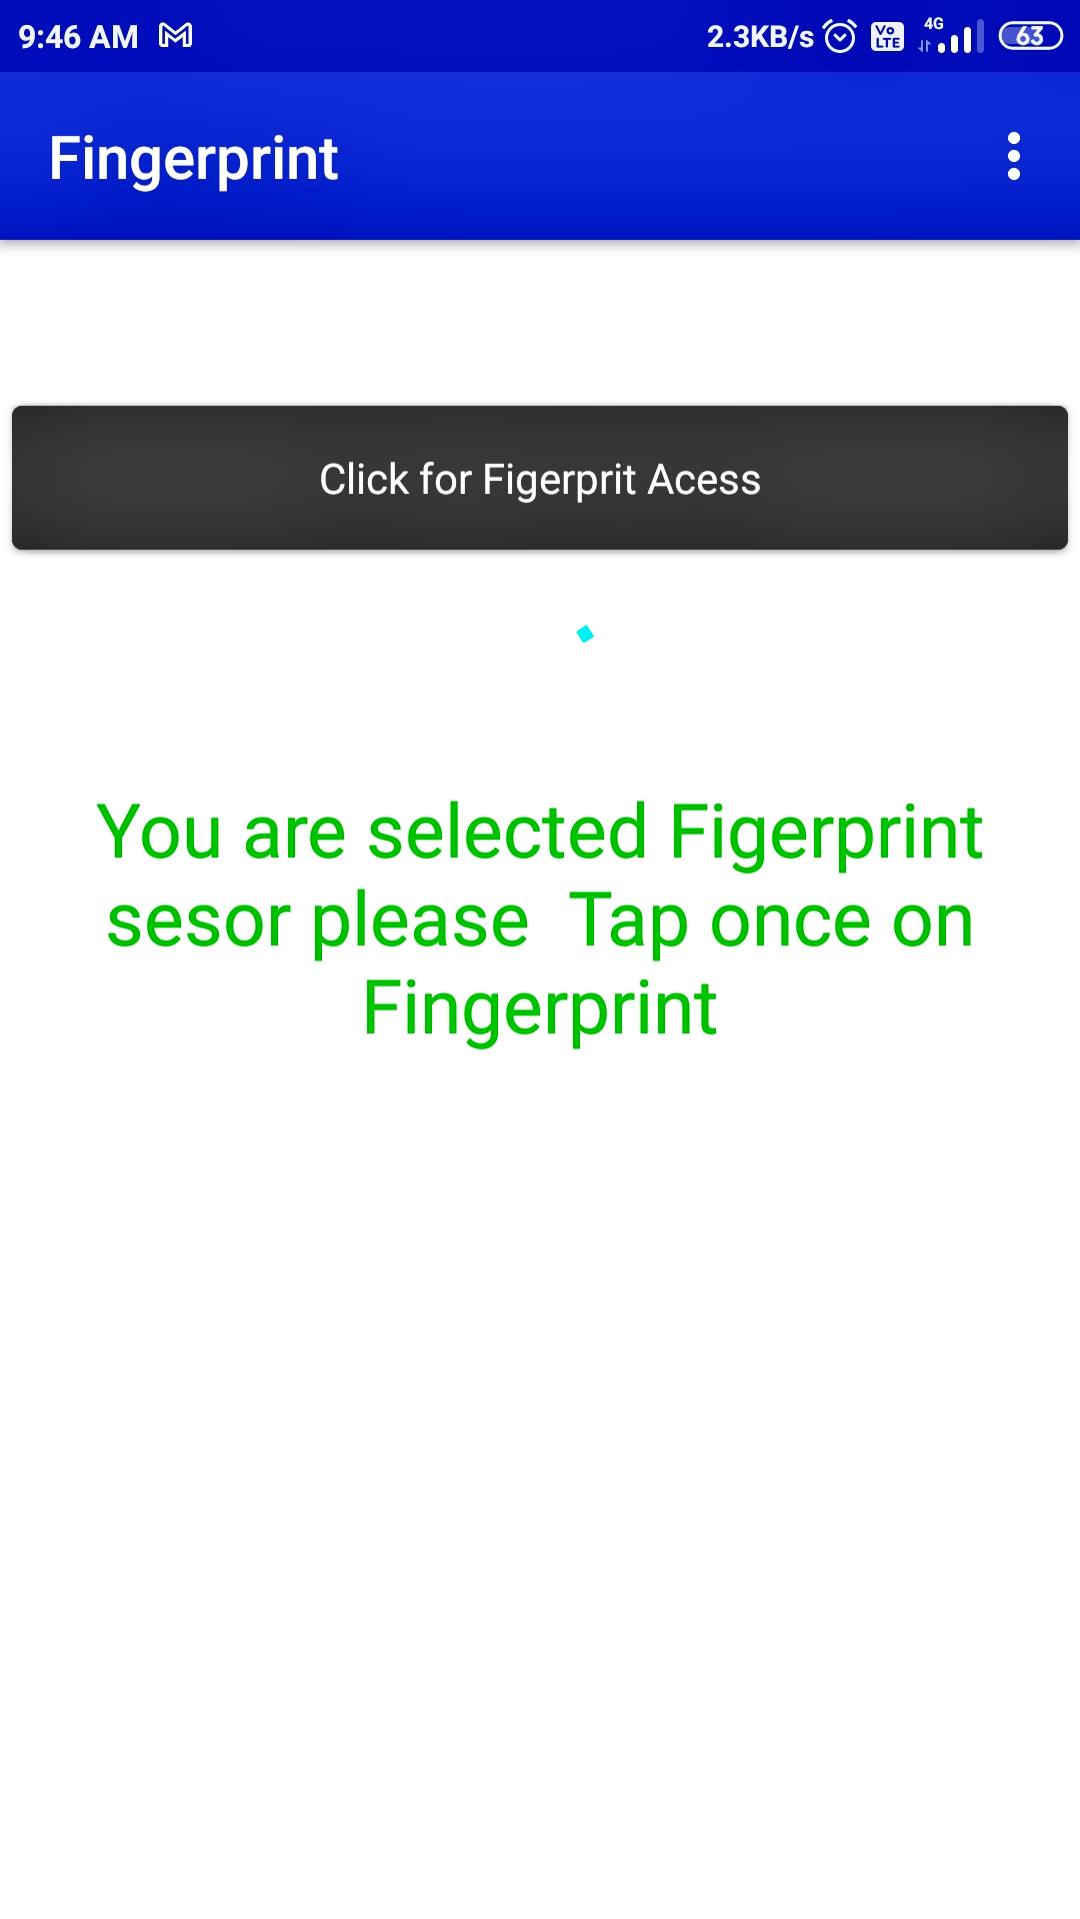 9:46 AM 2.3KB/s Vo LTE 4G 63
Fingerprint
Click for Figerprit Acess
You are selected Figerprint
sesor please  Tap once on
Fingerprint